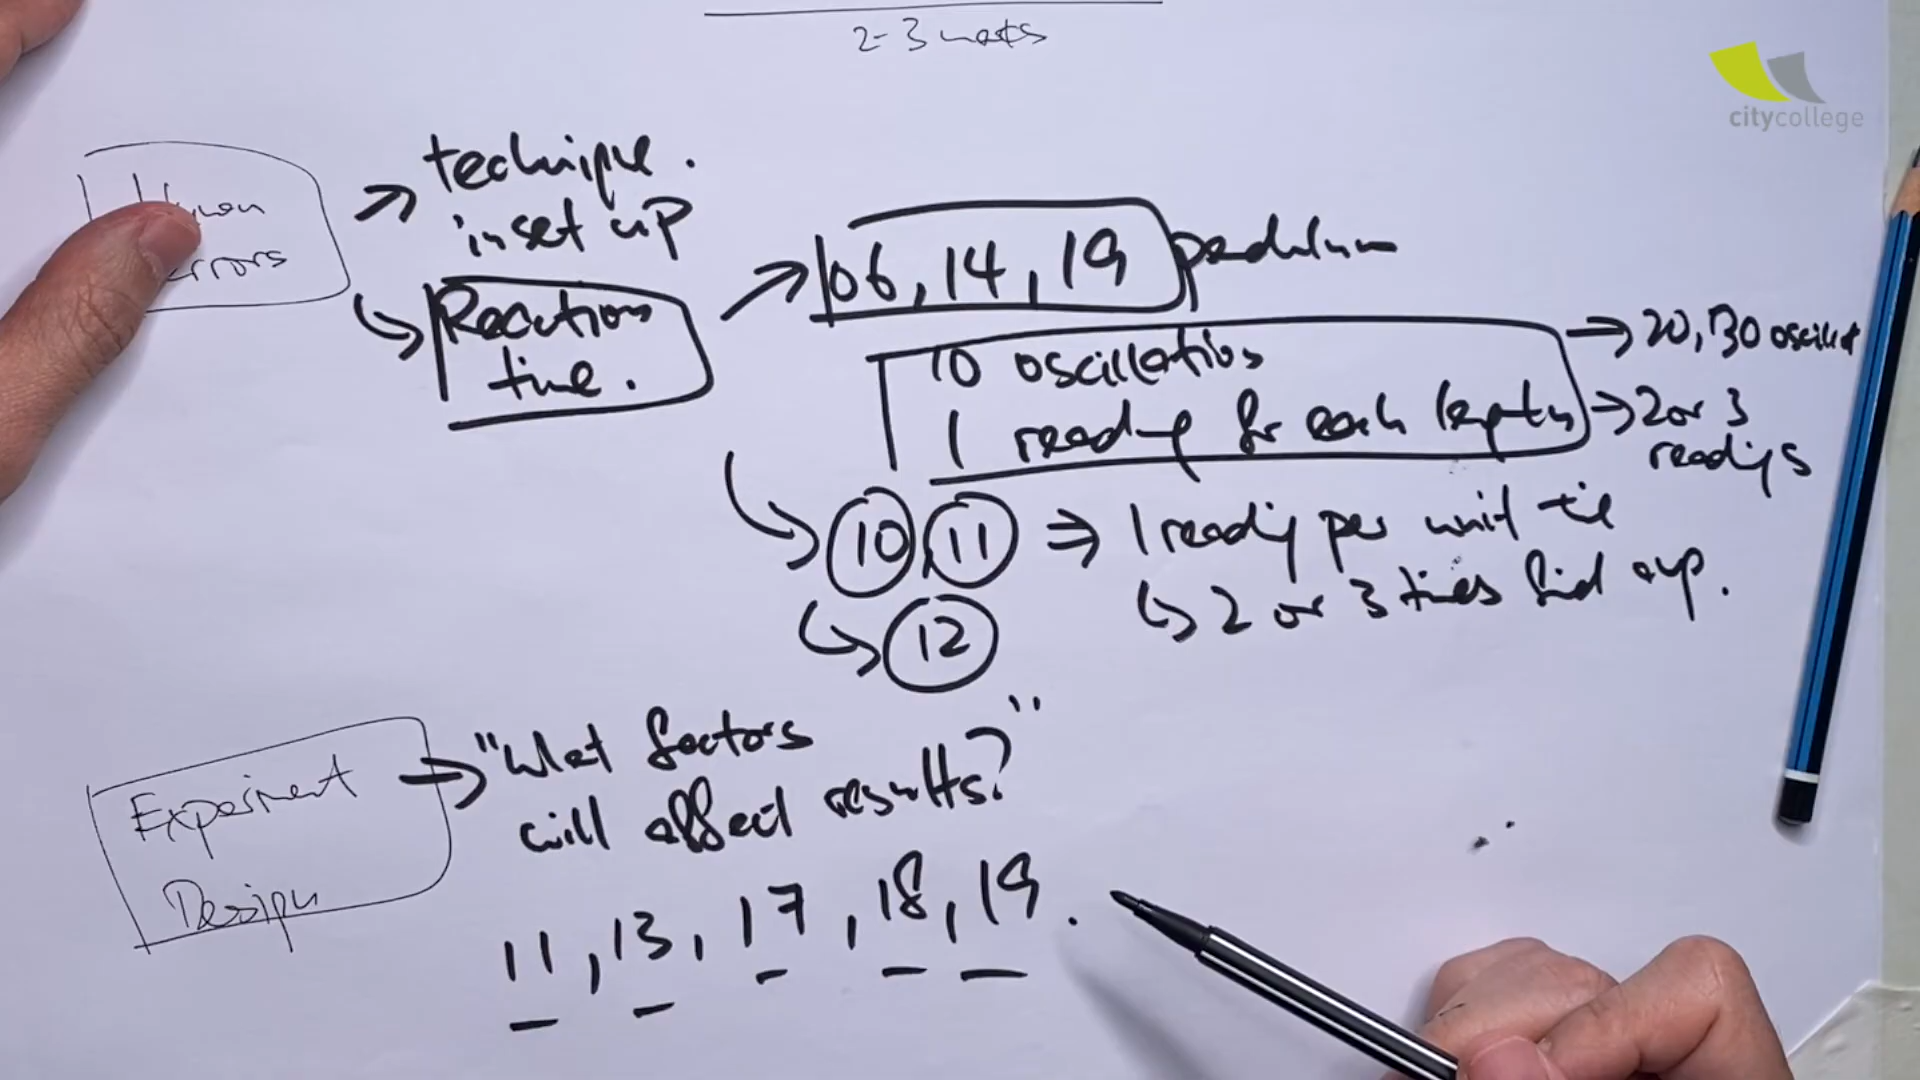 2-3 marks
citycollege
Human
errors
technique.
in set up
Reaction
time.
06, 14, 19 pendulum
10 oscillations
1 reading for each length
20, 30 oscillat
2 or 3
readings
10, 11 ⇒ 1 reading per unit time
↳ 2 or 3 times find avg.
12
Experiment
Design
"What factors
will affect results?"
11, 13, 17, 18, 19.